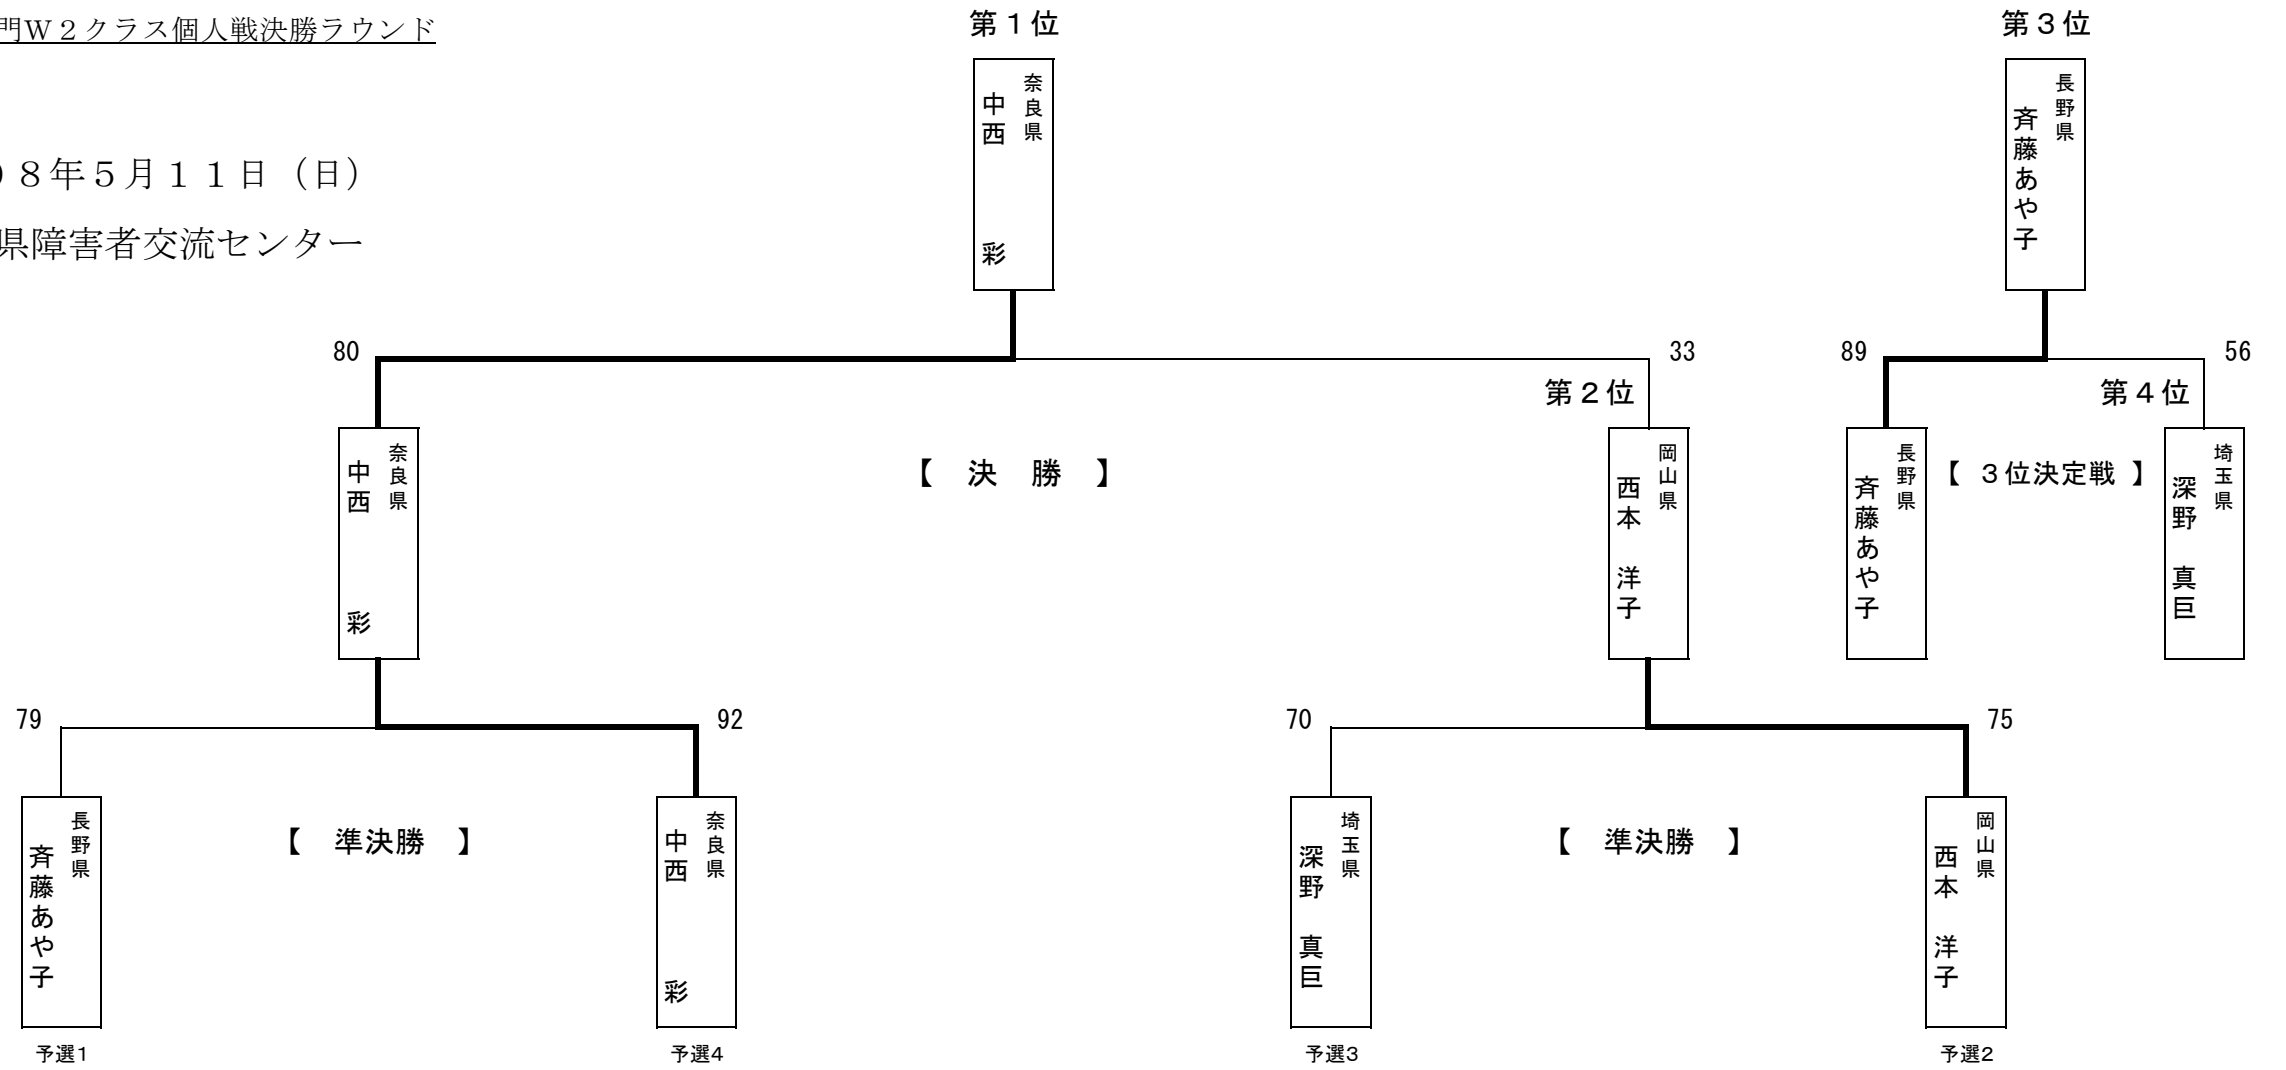 門W２クラス個人戦決勝ラウンド
８年５月１１日（日）
県障害者交流センター
第１位
奈良県
中西 彩
第３位
長野県
斉藤あや子
80
33
89
56
第２位
第４位
奈良県
中西 彩
【 決 勝 】
岡山県
西本 洋子
長野県
斉藤あや子
【 ３位決定戦 】
埼玉県
深野 真巨
79
92
70
75
長野県
斉藤あや子
【 準決勝 】
奈良県
中西 彩
埼玉県
深野 真巨
【 準決勝 】
岡山県
西本 洋子
予選1
予選4
予選3
予選2